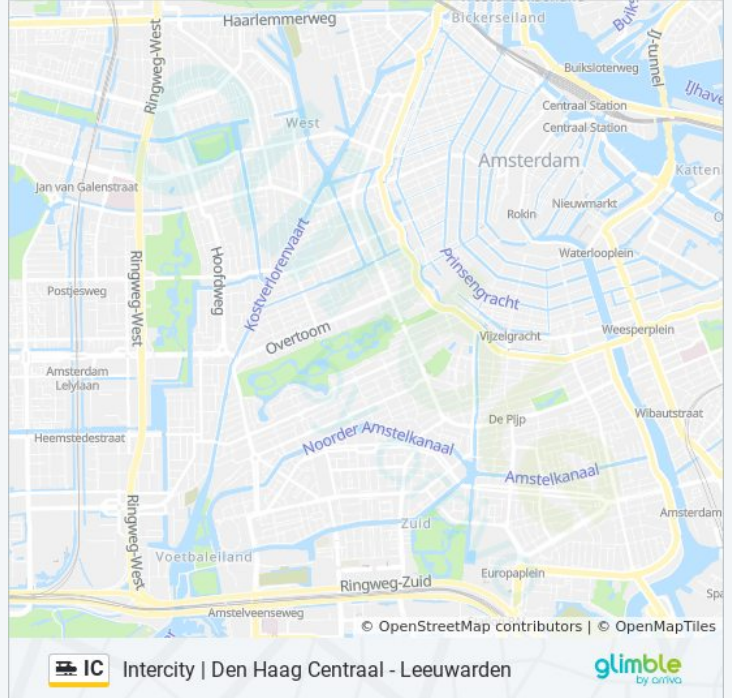 Haarlemmerweg
Bickerseiland
Buiksloterweg
IJ-tunnel
Ringweg-West
Centraal Station
Centraal Station
West
Amsterdam
Jan van Galenstraat
Nieuwmarkt
Rokin
Waterlooplein
Hoofdweg
Kostverlorenvaart
Prinsengracht
Ringweg-West
Postjesweg
Overtoom
Vijzelgracht
Weesperplein
Amsterdam
Lelylaan
De Pijp
Wibautstraat
Heemstedestraat
Noorder Amstelkanaal
Amstelkanaal
Ringweg-West
Zuid
Amsterdam
Voetbaleiland
Europaplein
Ringweg-Zuid
Amstelveenseweg
© OpenStreetMap contributors | © OpenMapTiles
IC Intercity | Den Haag Centraal - Leeuwarden
glimble
by arriva